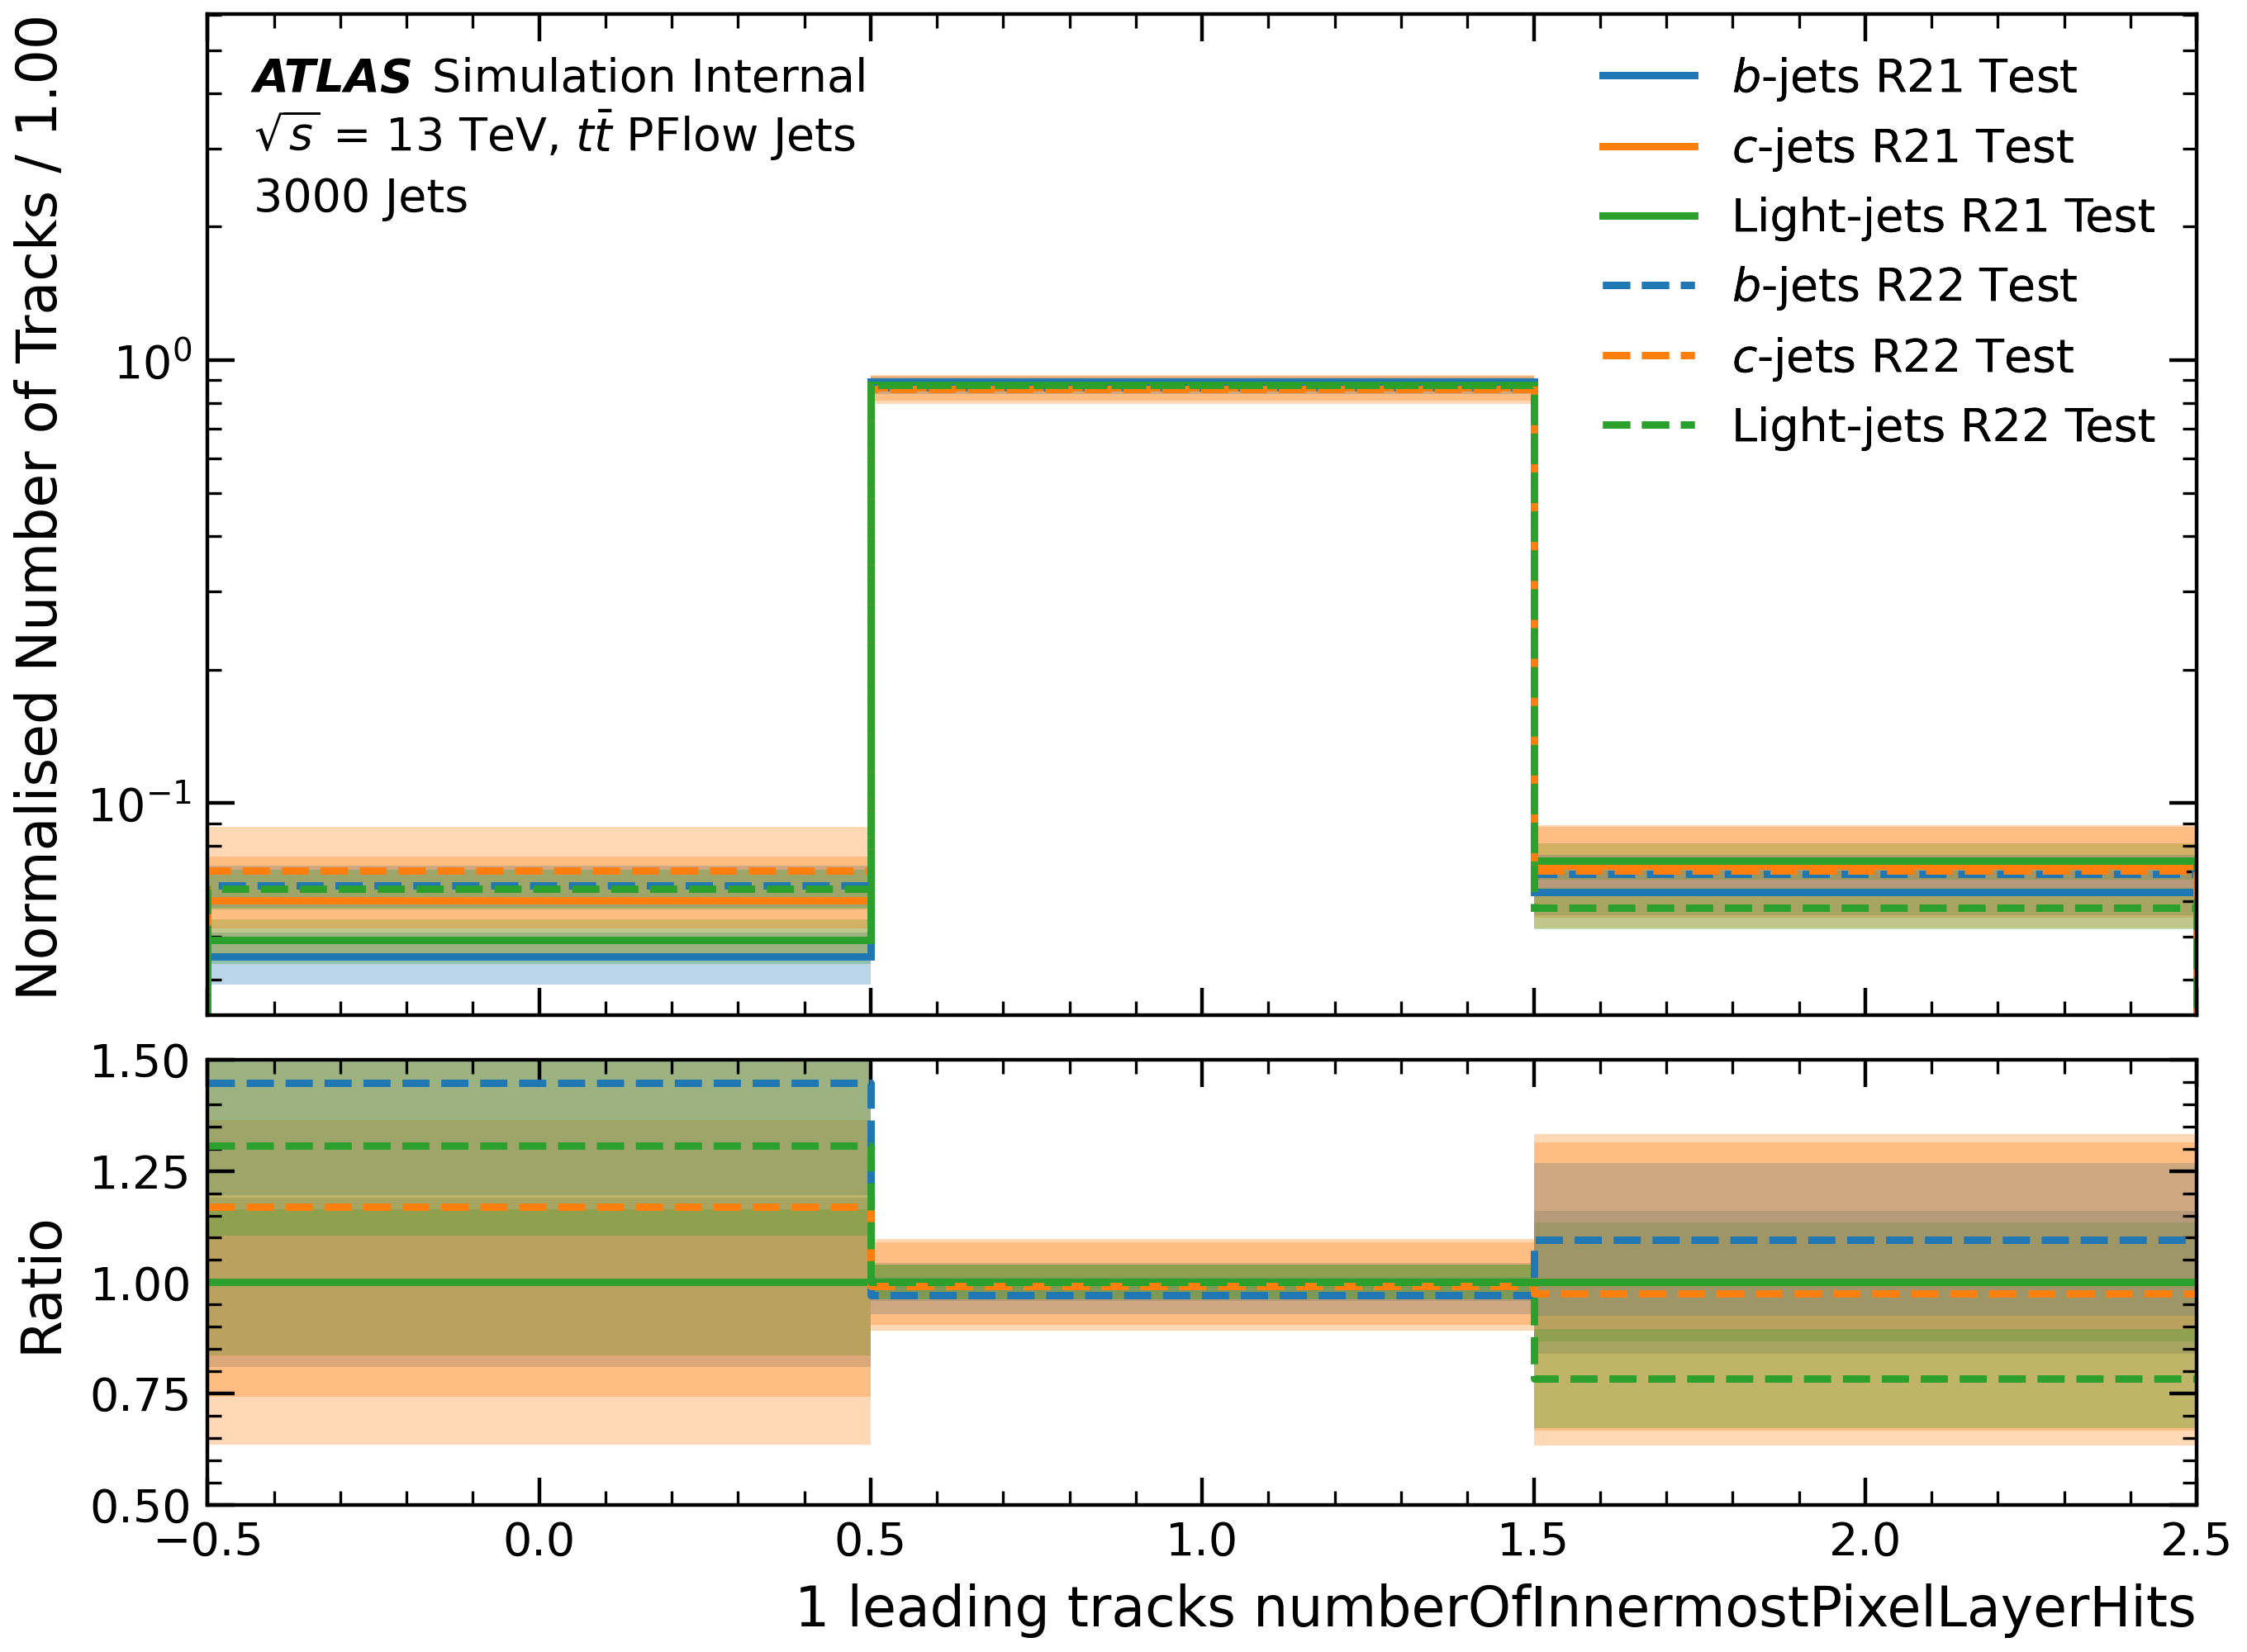 Normalised Number of Tracks / 1.00
ATLAS Simulation Internal
√s = 13 TeV, tt̄ PFlow Jets
3000 Jets
b-jets R21 Test
c-jets R21 Test
Light-jets R21 Test
b-jets R22 Test
c-jets R22 Test
Light-jets R22 Test
10⁰
10⁻¹
Ratio
1.50
1.25
1.00
0.75
0.50
−0.5 0.0 0.5 1.0 1.5 2.0 2.5
1 leading tracks numberOfInnermostPixelLayerHits